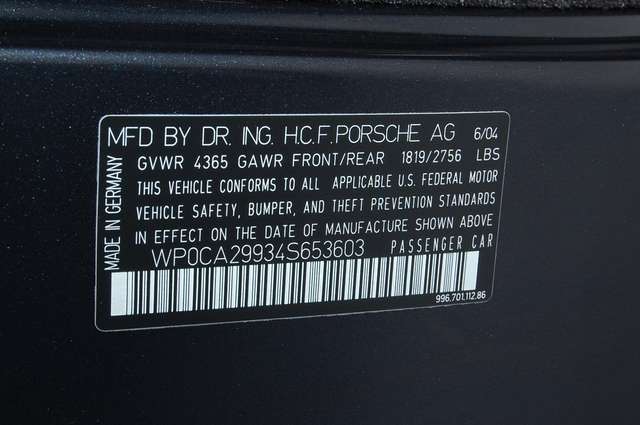 MFD BY DR. ING. H.C.F. PORSCHE AG 6/04
GVWR 4365 GAWR FRONT/REAR 1819/2756 LBS
THIS VEHICLE CONFORMS TO ALL APPLICABLE U.S. FEDERAL MOTOR
VEHICLE SAFETY, BUMPER, AND THEFT PREVENTION STANDARDS
IN EFFECT ON THE DATE OF MANUFACTURE SHOWN ABOVE
WP0CA29934S653603 PASSENGER CAR
996.701.112.86
MADE IN GERMANY